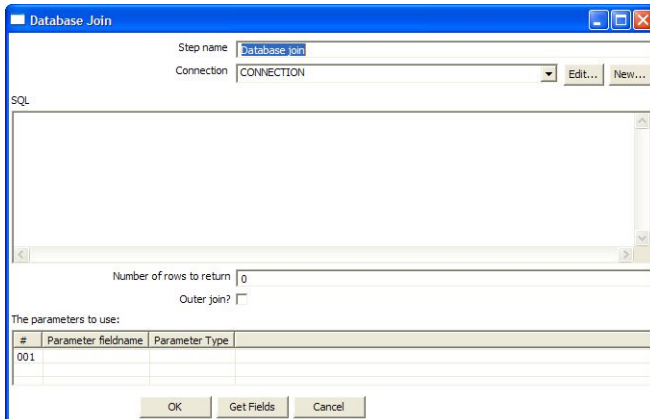 Database Join
Step name Database join
Connection CONNECTION Edit... New...
SQL
Number of rows to return 0
Outer join?
The parameters to use:
# Parameter fieldname Parameter Type
001
OK Get Fields Cancel